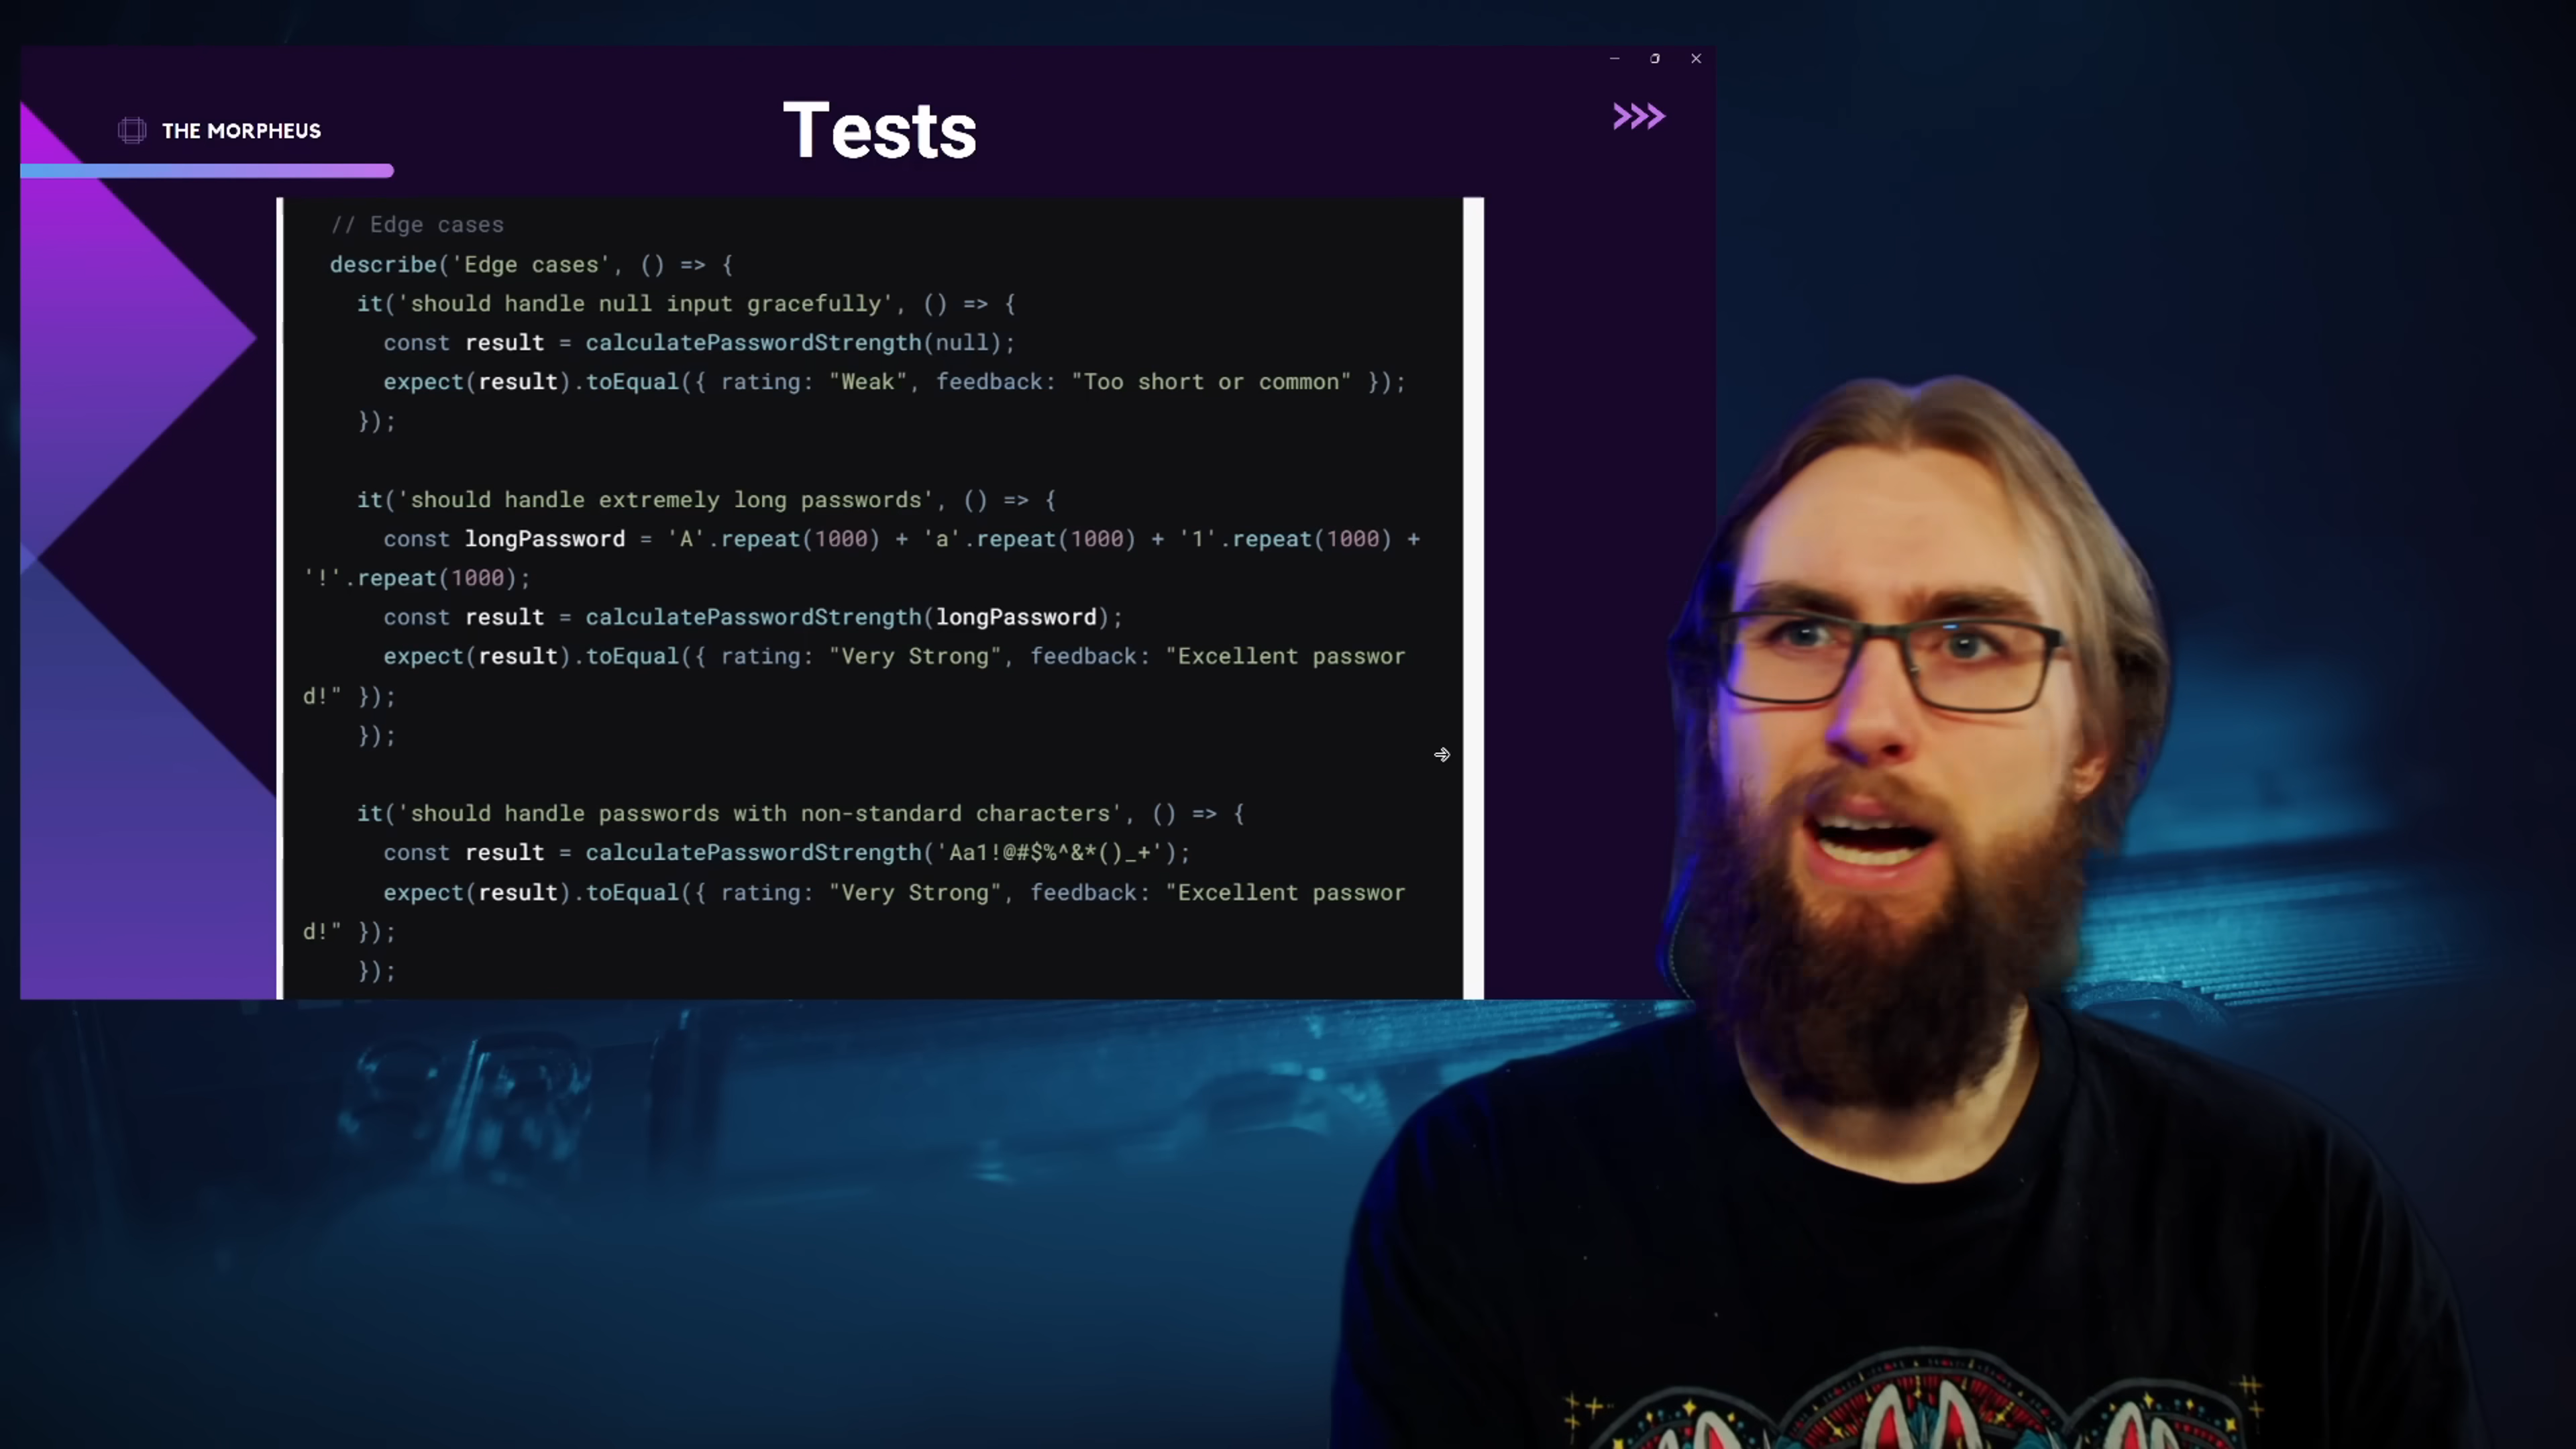 THE MORPHEUS
Tests
// Edge cases
describe('Edge cases', () => {
it('should handle null input gracefully', () => {
const result = calculatePasswordStrength(null);
expect(result).toEqual({ rating: "Weak", feedback: "Too short or common" });
});
it('should handle extremely long passwords', () => {
const longPassword = 'A'.repeat(1000) + 'a'.repeat(1000) + '1'.repeat(1000) +
'!'.repeat(1000);
const result = calculatePasswordStrength(longPassword);
expect(result).toEqual({ rating: "Very Strong", feedback: "Excellent passwor
d!" });
});
it('should handle passwords with non-standard characters', () => {
const result = calculatePasswordStrength('Aa1!@#$%^&*()_+');
expect(result).toEqual({ rating: "Very Strong", feedback: "Excellent passwor
d!" });
});